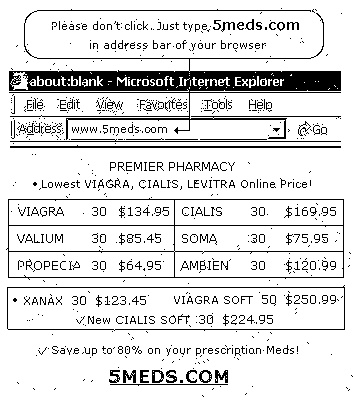 Please don't click. Just type 5meds.com
in address bar of your browser
about:blank - Microsoft Internet Explorer
File Edit View Favorites Tools Help
Address www.5meds.com Go
PREMIER PHARMACY
• Lowest VIAGRA, CIALIS, LEVITRA Online Price!
VIAGRA 30 $134.95 CIALIS 30 $169.95
VALIUM 30 $85.45 SOMA 30 $75.95
PROPECIA 30 $64.95 AMBIEN 30 $120.99
• XANAX 30 $123.45 VIAGRA SOFT 50 $250.99
✓New CIALIS SOFT 30 $224.95
✓ Save up to 80% on your prescription Meds!
5MEDS.COM